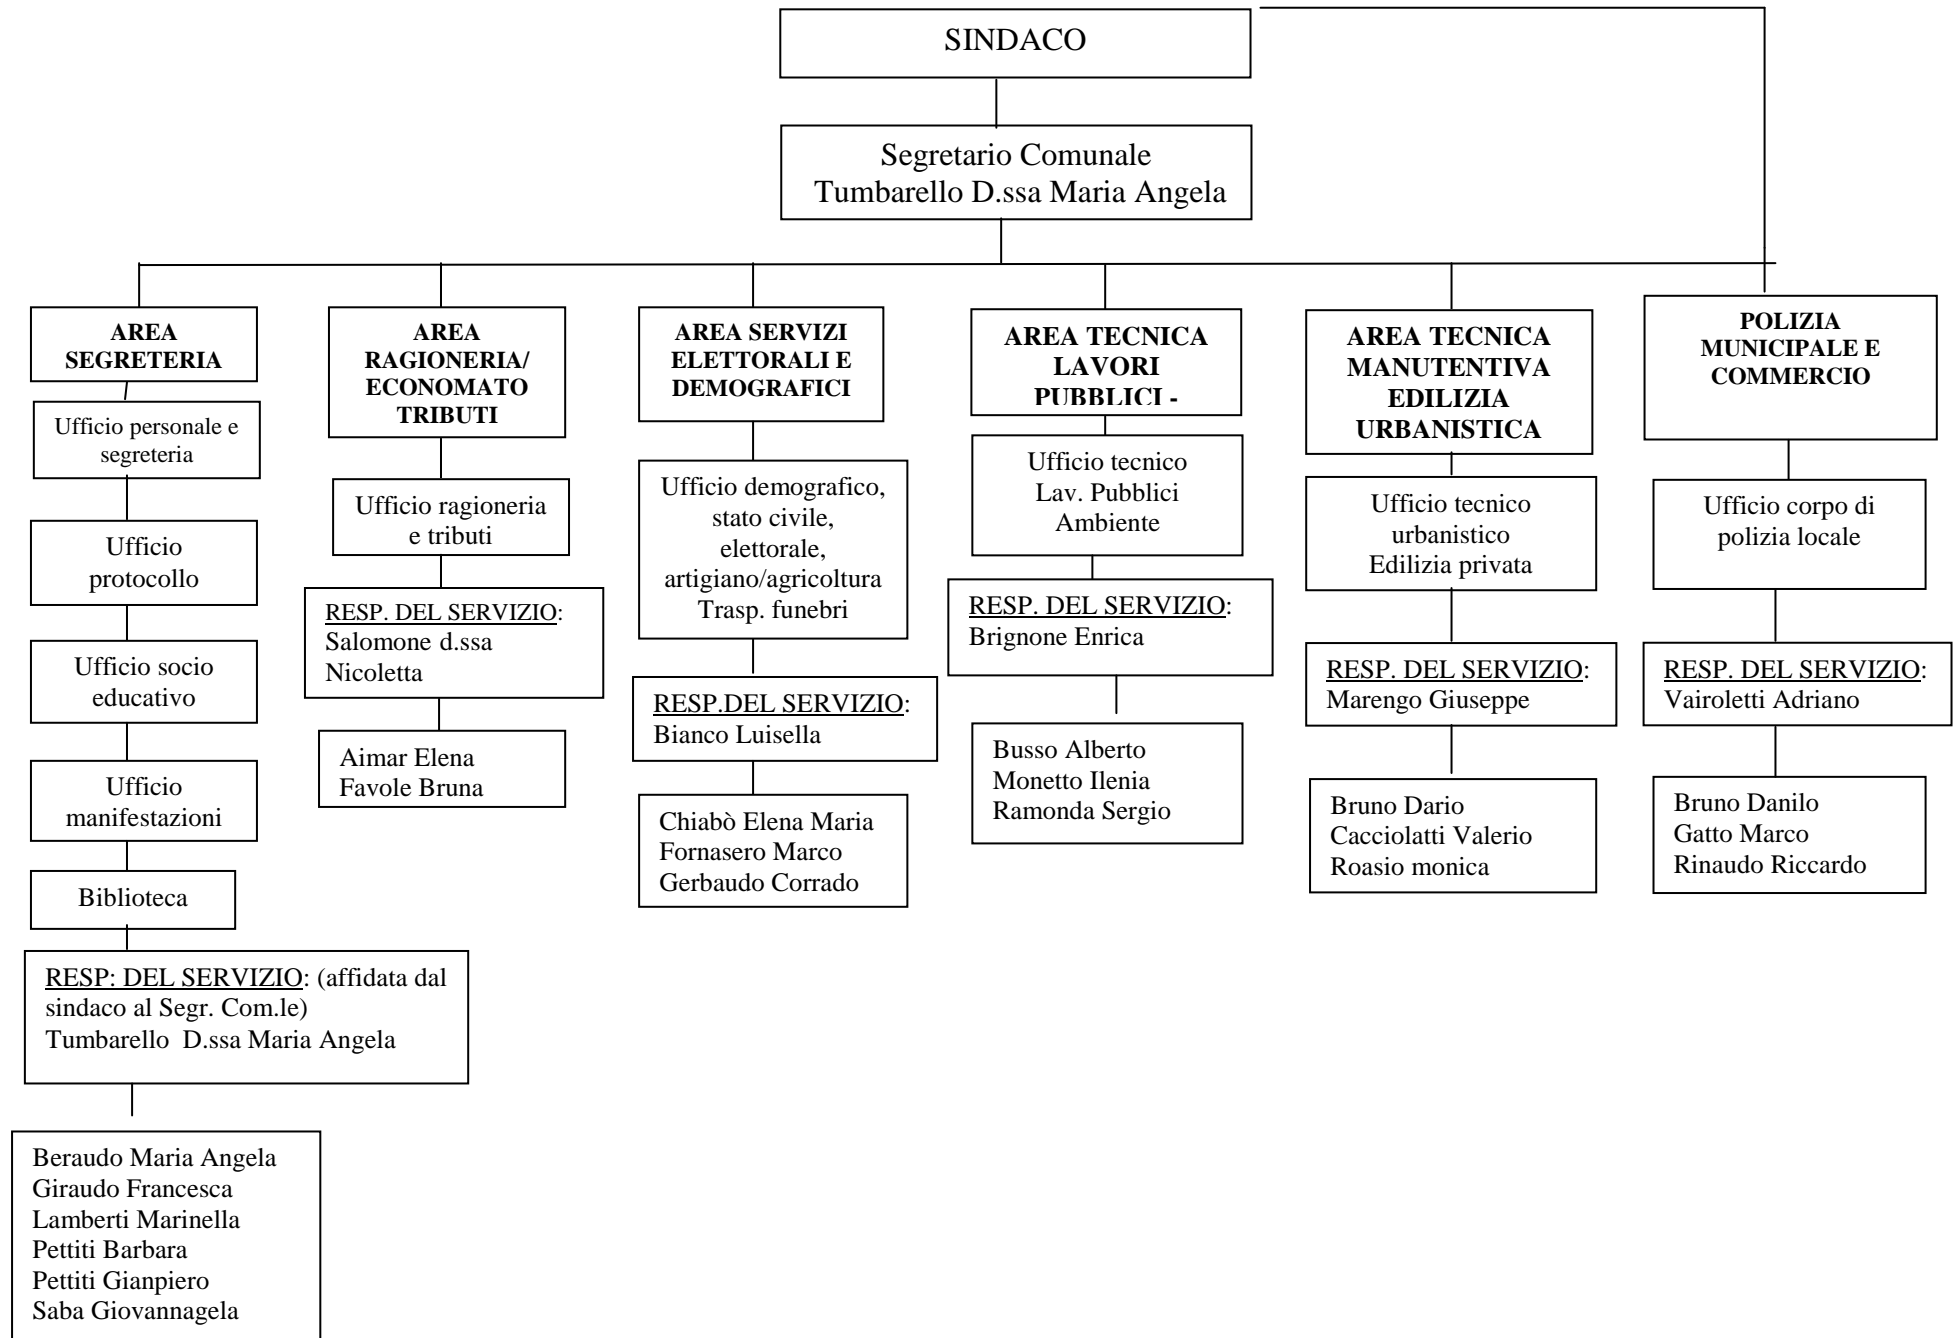 SINDACO
Segretario Comunale
Tumbarello D.ssa Maria Angela
AREA
SEGRETERIA
Ufficio personale e
segreteria
Ufficio
protocollo
Ufficio socio
educativo
Ufficio
manifestazioni
Biblioteca
RESP: DEL SERVIZIO: (affidata dal
sindaco al Segr. Com.le)
Tumbarello D.ssa Maria Angela
Beraudo Maria Angela
Giraudo Francesca
Lamberti Marinella
Pettiti Barbara
Pettiti Gianpiero
Saba Giovannagela
AREA
RAGIONERIA/
ECONOMATO
TRIBUTI
Ufficio ragioneria
e tributi
RESP. DEL SERVIZIO:
Salomone d.ssa
Nicoletta
Aimar Elena
Favole Bruna
AREA SERVIZI
ELETTORALI E
DEMOGRAFICI
Ufficio demografico,
stato civile,
elettorale,
artigiano/agricoltura
Trasp. funebri
RESP.DEL SERVIZIO:
Bianco Luisella
Chiabò Elena Maria
Fornasero Marco
Gerbaudo Corrado
AREA TECNICA
LAVORI
PUBBLICI -
Ufficio tecnico
Lav. Pubblici
Ambiente
RESP. DEL SERVIZIO:
Brignone Enrica
Busso Alberto
Monetto Ilenia
Ramonda Sergio
AREA TECNICA
MANUTENTIVA
EDILIZIA
URBANISTICA
Ufficio tecnico
urbanistico
Edilizia privata
RESP. DEL SERVIZIO:
Marengo Giuseppe
Bruno Dario
Cacciolatti Valerio
Roasio monica
POLIZIA
MUNICIPALE E
COMMERCIO
Ufficio corpo di
polizia locale
RESP. DEL SERVIZIO:
Vairoletti Adriano
Bruno Danilo
Gatto Marco
Rinaudo Riccardo